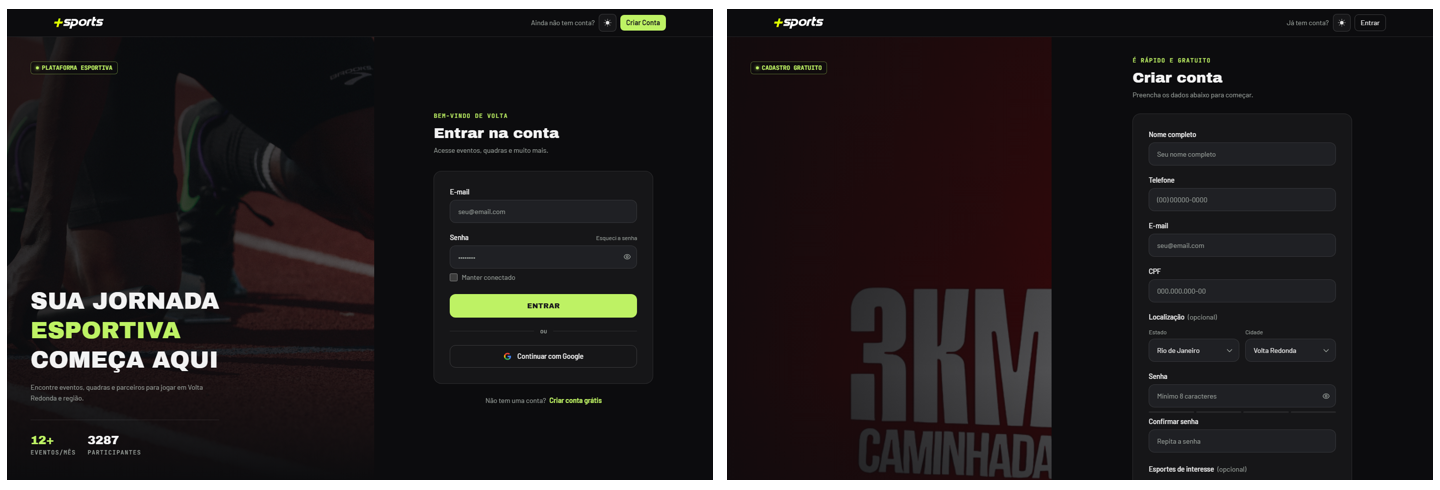 +sports
Ainda não tem conta?
Criar Conta
PLATAFORMA ESPORTIVA
SUA JORNADA
ESPORTIVA
COMEÇA AQUI
Encontre eventos, quadras e parceiros para jogar em Volta
Redonda e região.
12+
EVENTOS/MÊS
3287
PARTICIPANTES
BEM-VINDO DE VOLTA
Entrar na conta
Acesse eventos, quadras e muito mais.
E-mail
seu@email.com
Senha
Esqueci a senha
••••••••
Manter conectado
ENTRAR
ou
Continuar com Google
Não tem uma conta? Criar conta grátis
+sports
Já tem conta?
Entrar
CADASTRO GRATUITO
3KM
CAMINHADA
É RÁPIDO E GRATUITO
Criar conta
Preencha os dados abaixo para começar.
Nome completo
Seu nome completo
Telefone
(00) 00000-0000
E-mail
seu@email.com
CPF
000.000.000-00
Localização (opcional)
Estado
Cidade
Rio de Janeiro
Volta Redonda
Senha
Mínimo 8 caracteres
Confirmar senha
Repita a senha
Esportes de interesse (opcional)